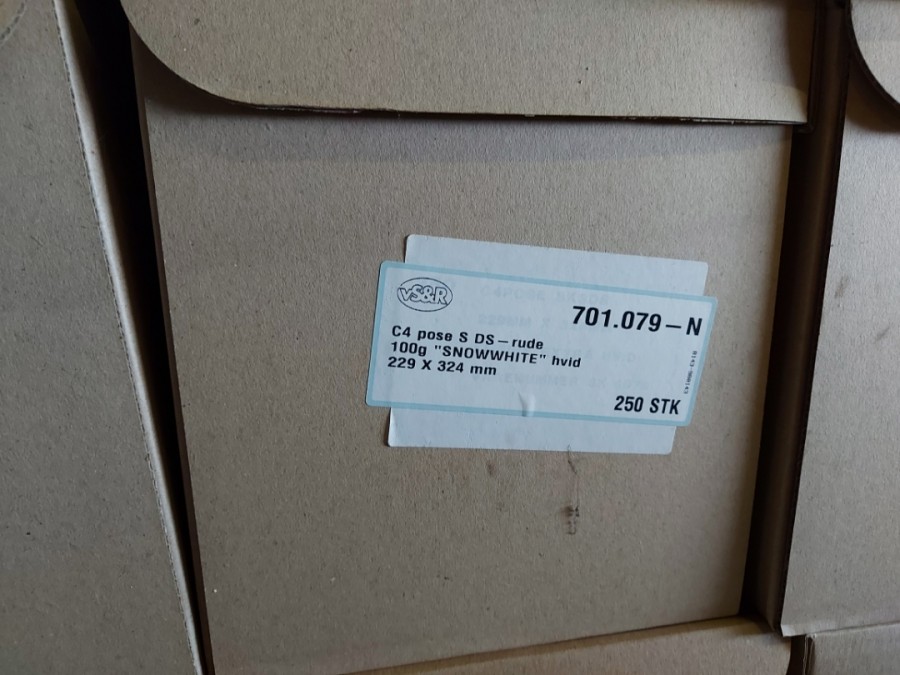 VS&R
701.079-N
C4 pose S DS-rude
100g "SNOWWHITE" hvid
229 X 324 mm
250 STK